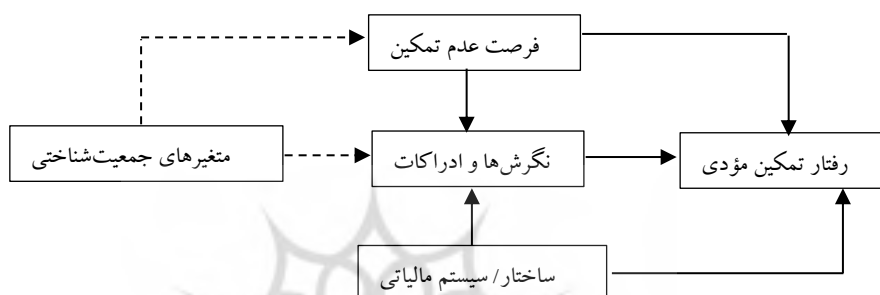 فرصت عدم تمکین
متغیرهای جمعیت‌شناختی
نگرش‌ها و ادراکات
رفتار تمکین مؤدی
ساختار/ سیستم مالیاتی